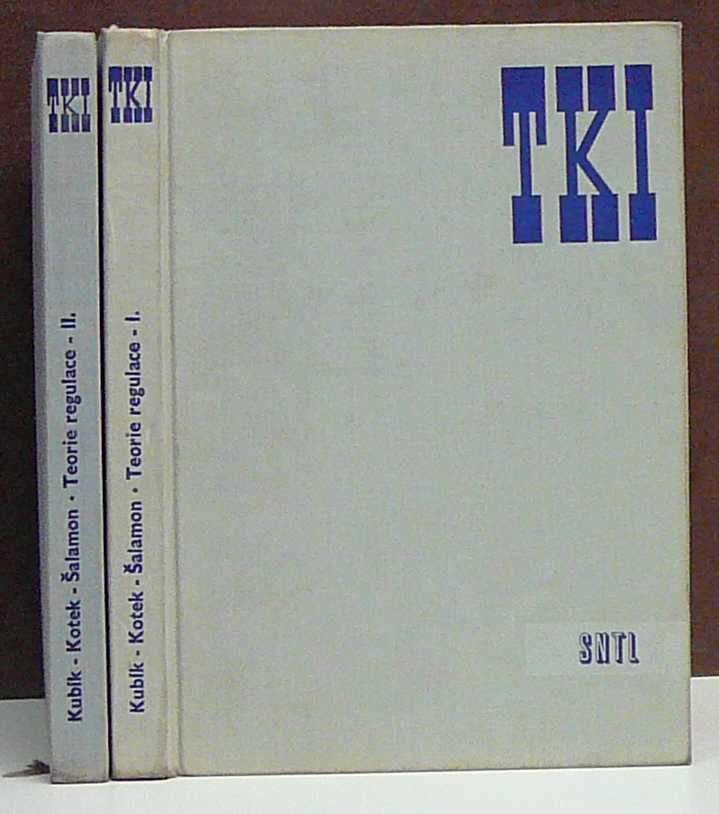 TKI
Kubík - Kotek - Šalamon • Teorie regulace - II.
TKI
Kubík - Kotek - Šalamon • Teorie regulace - I.
TKI
SNTL